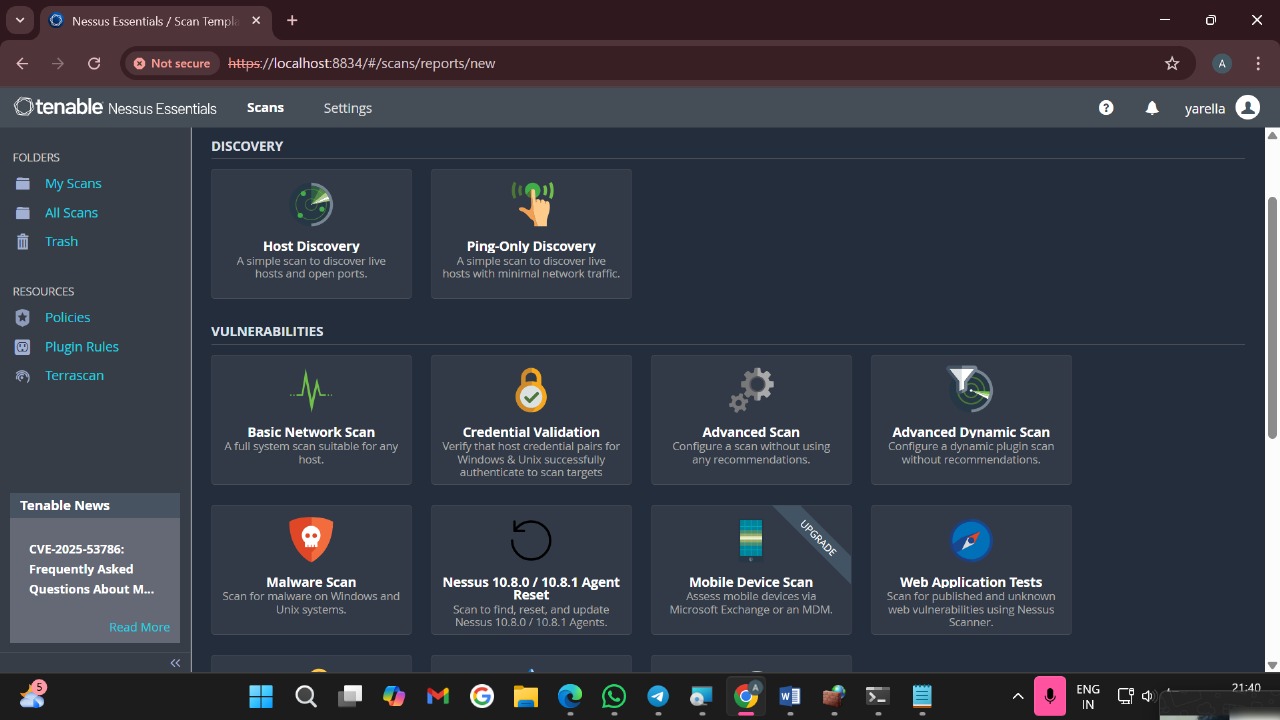 Nessus Essentials / Scan Templa
Not secure
https://localhost:8834/#/scans/reports/new
A
tenable Nessus Essentials
Scans
Settings
yarella
FOLDERS
My Scans
All Scans
Trash
RESOURCES
Policies
Plugin Rules
Terrascan
Tenable News
CVE-2025-53786:
Frequently Asked
Questions About M...
Read More
DISCOVERY
Host Discovery
A simple scan to discover live
hosts and open ports.
Ping-Only Discovery
A simple scan to discover live
hosts with minimal network traffic.
VULNERABILITIES
Basic Network Scan
A full system scan suitable for any
host.
Credential Validation
Verify that host credential pairs for
Windows & Unix successfully
authenticate to scan targets
Advanced Scan
Configure a scan without using
any recommendations.
Advanced Dynamic Scan
Configure a dynamic plugin scan
without recommendations.
Malware Scan
Scan for malware on Windows and
Unix systems.
Nessus 10.8.0 / 10.8.1 Agent
Reset
Scan to find, reset, and update
Nessus 10.8.0 / 10.8.1 Agents.
UPGRADE
Mobile Device Scan
Assess mobile devices via
Microsoft Exchange or an MDM.
Web Application Tests
Scan for published and unknown
web vulnerabilities using Nessus
Scanner.
5
A
ENG
IN
21:40